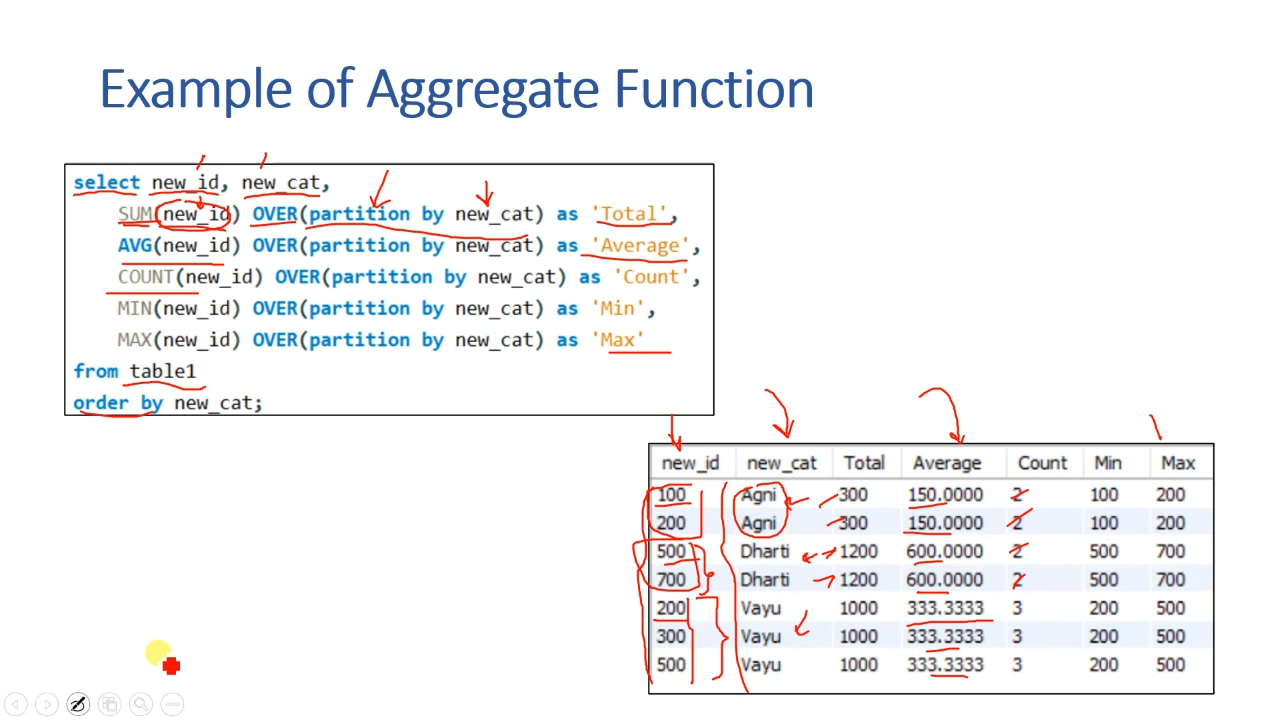 Example of Aggregate Function
select new_id, new_cat,
SUM(new_id) OVER(partition by new_cat) as 'Total',
AVG(new_id) OVER(partition by new_cat) as 'Average',
COUNT(new_id) OVER(partition by new_cat) as 'Count',
MIN(new_id) OVER(partition by new_cat) as 'Min',
MAX(new_id) OVER(partition by new_cat) as 'Max'
from table1
order by new_cat;
new_id new_cat Total Average Count Min Max
100 Agni 300 150.0000 2 100 200
200 Agni 300 150.0000 2 100 200
500 Dharti 1200 600.0000 2 500 700
700 Dharti 1200 600.0000 2 500 700
200 Vayu 1000 333.3333 3 200 500
300 Vayu 1000 333.3333 3 200 500
500 Vayu 1000 333.3333 3 200 500